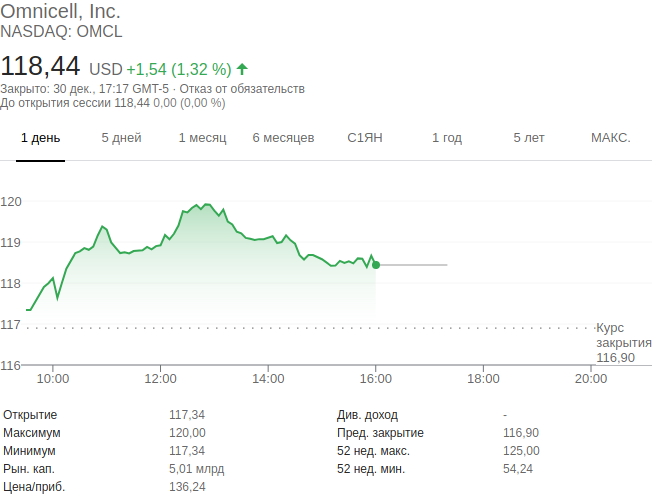 Omnicell, Inc.
NASDAQ: OMCL
118,44 USD +1,54 (1,32 %)
Закрыто: 30 дек., 17:17 GMT-5 · Отказ от обязательств
До открытия сессии 118,44 0,00 (0,00 %)
1 день 5 дней 1 месяц 6 месяцев С1ЯН 1 год 5 лет МАКС.
120
119
118
117
Курс
закрытия
116,90
116
10:00 12:00 14:00 16:00 18:00 20:00
Открытие 117,34 Див. доход -
Максимум 120,00 Пред. закрытие 116,90
Минимум 117,34 52 нед. макс. 125,00
Рын. кап. 5,01 млрд 52 нед. мин. 54,24
Цена/приб. 136,24